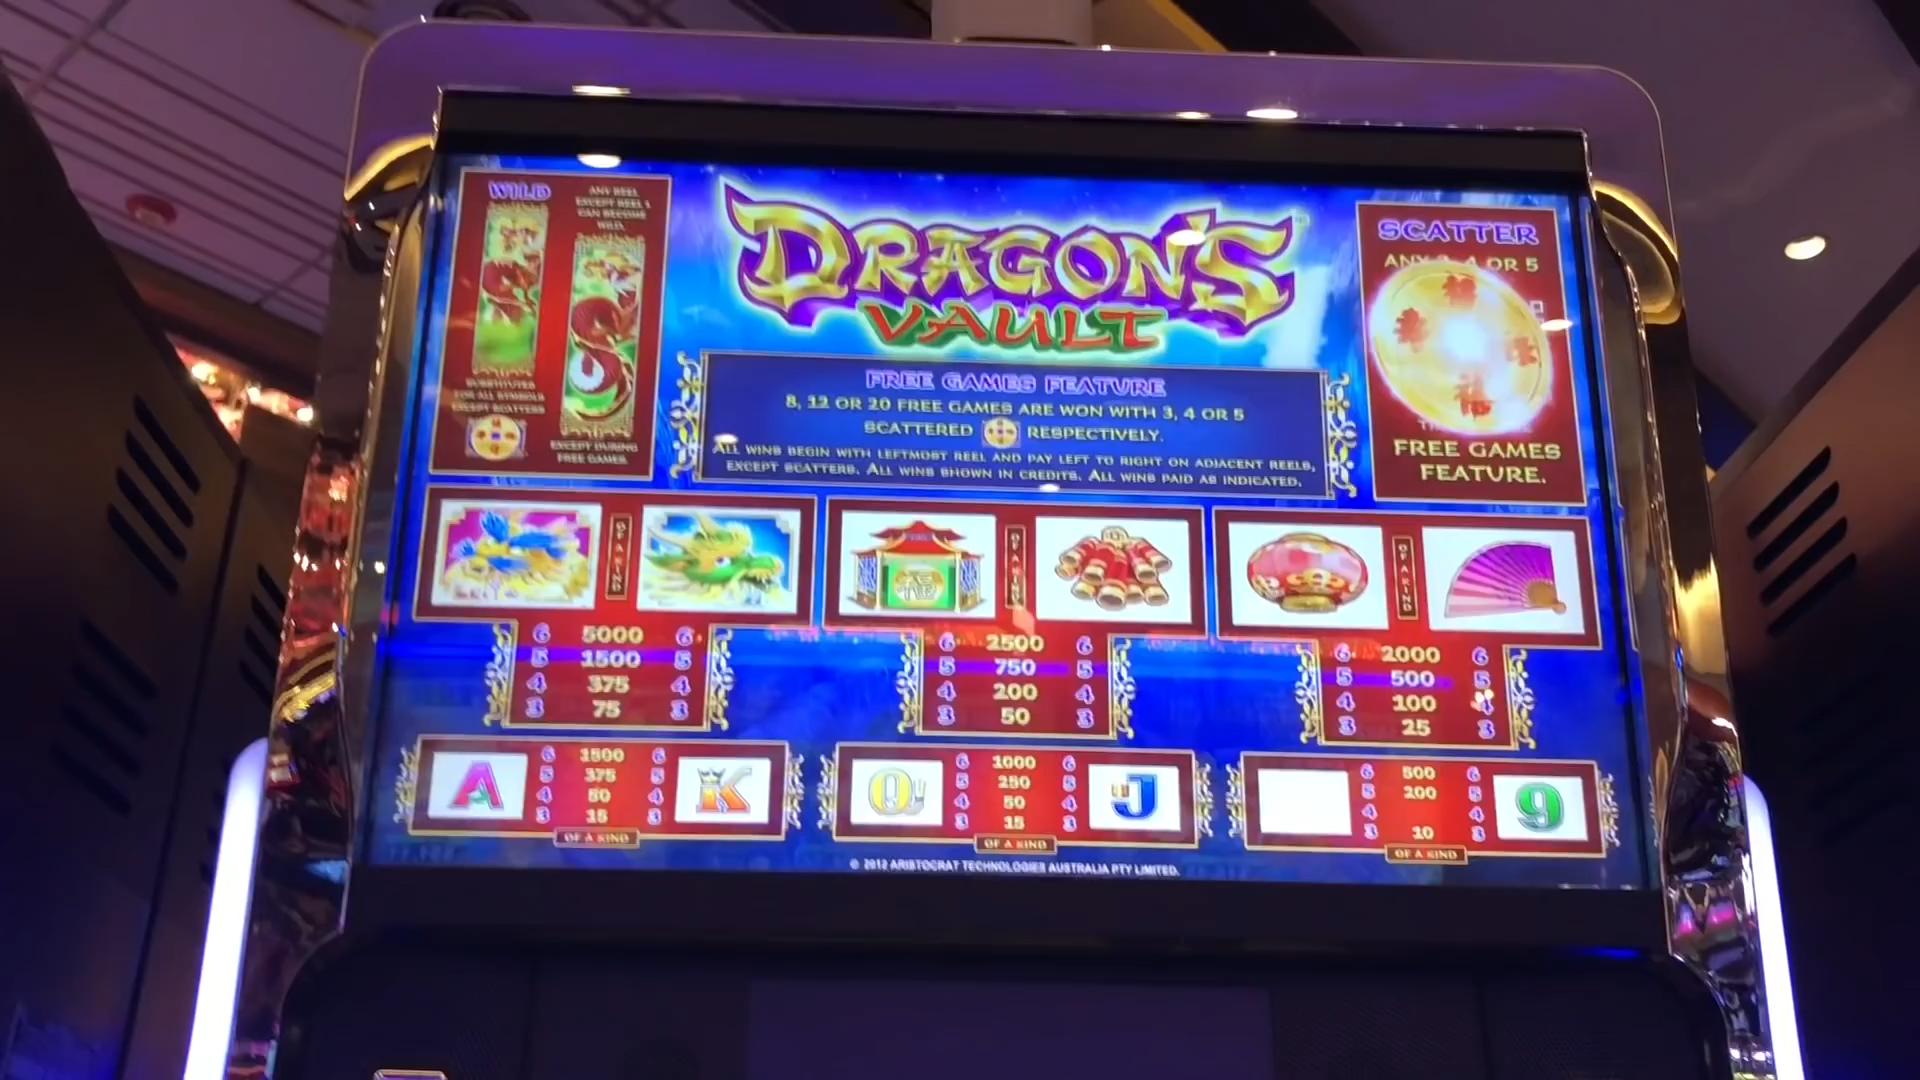 WILD
ANY REEL
EXCEPT REEL 1
CAN BECOME
WILD.
SUBSTITUTES
FOR ALL SYMBOLS
EXCEPT SCATTERS
EXCEPT DURING
FREE GAMES.
DRAGON'S
VAULT
FREE GAMES FEATURE
8, 12 OR 20 FREE GAMES ARE WON WITH 3, 4 OR 5
SCATTERED RESPECTIVELY.
ALL WINS BEGIN WITH LEFTMOST REEL AND PAY LEFT TO RIGHT ON ADJACENT REELS,
EXCEPT SCATTERS. ALL WINS SHOWN IN CREDITS. ALL WINS PAID AS INDICATED.
SCATTER
ANY 3, 4 OR 5
福
福
FREE GAMES
FEATURE.
OF A KIND
6 5000 6
5 1500 5
4 375 4
3 75 3
OF A KIND
6 2500 6
5 750 5
4 200 4
3 50 3
OF A KIND
6 2000 6
5 500 5
4 100 4
3 25 3
A K
6 1500 6
5 375 5
4 50 4
3 15 3
OF A KIND
Q J
6 1000 6
5 250 5
4 50 4
3 15 3
OF A KIND
9
6 500 6
5 200 5
4 4
3 10 3
OF A KIND
© 2012 ARISTOCRAT TECHNOLOGIES AUSTRALIA PTY LIMITED.